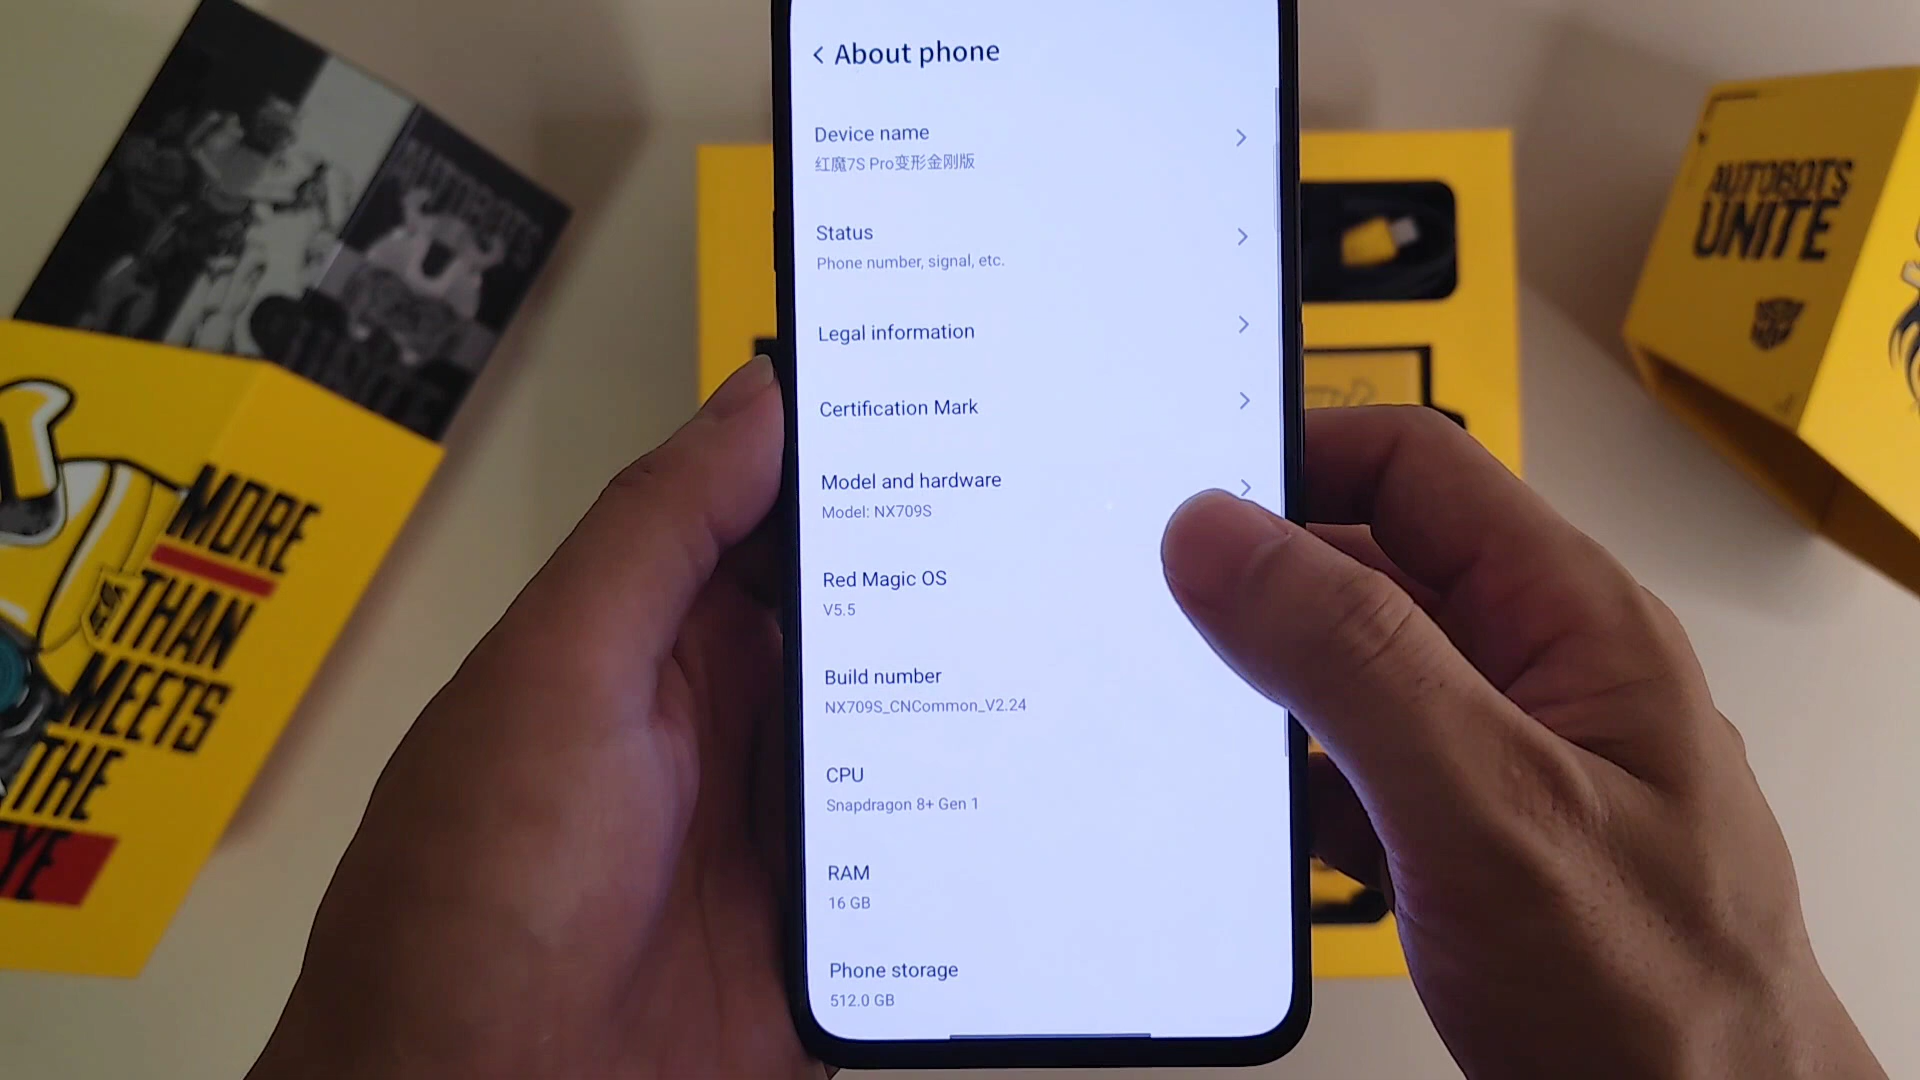 About phone
Device name
红魔7S Pro变形金刚版
Status
Phone number, signal, etc.
Legal information
Certification Mark
Model and hardware
Model: NX709S
Red Magic OS
V5.5
Build number
NX709S_CNCommon_V2.24
CPU
Snapdragon 8+ Gen 1
RAM
16 GB
Phone storage
512.0 GB
AUTOBOTS
MORE
THAN
MEETS
THE
EYE
AUTOBOTS
UNITE